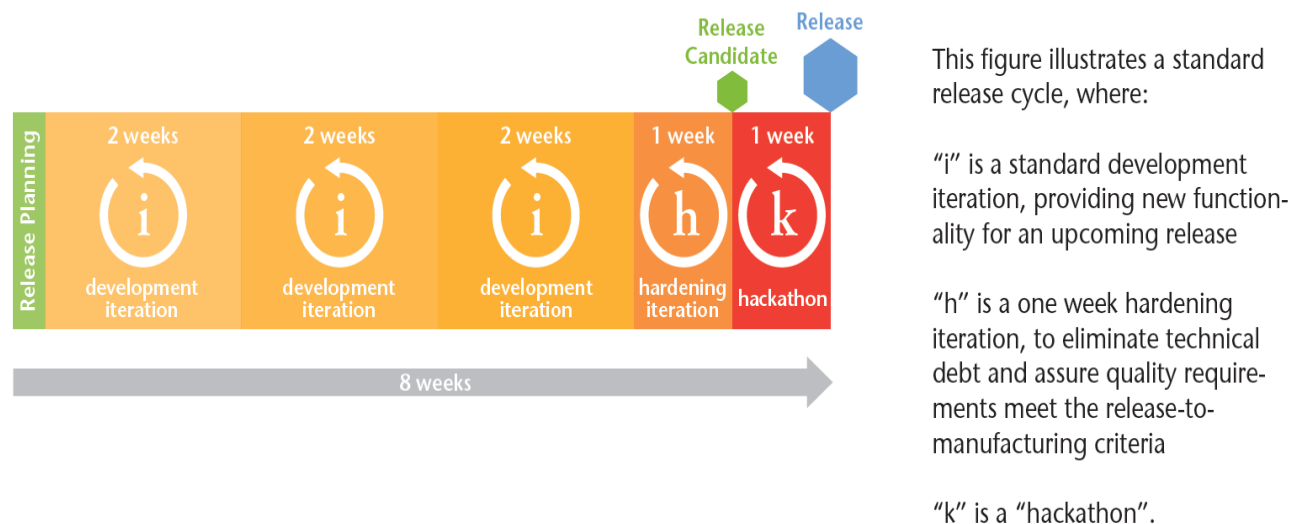 Release
Candidate
Release
Release Planning
2 weeks
i
development
iteration
2 weeks
i
development
iteration
2 weeks
i
development
iteration
1 week
h
hardening
iteration
1 week
k
hackathon
8 weeks
This figure illustrates a standard
release cycle, where:
“i” is a standard development
iteration, providing new function-
ality for an upcoming release
“h” is a one week hardening
iteration, to eliminate technical
debt and assure quality require-
ments meet the release-to-
manufacturing criteria
“k” is a “hackathon”.